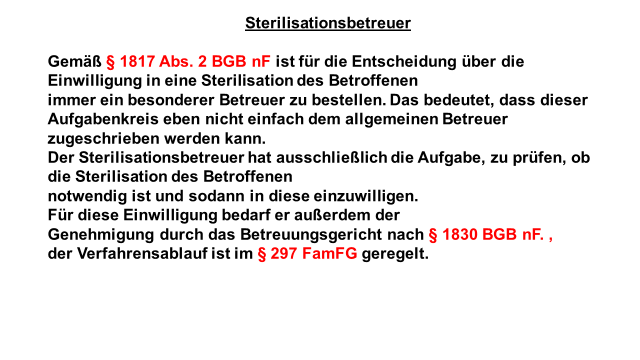 Sterilisationsbetreuer
Gemäß § 1817 Abs. 2 BGB nF ist für die Entscheidung über die
Einwilligung in eine Sterilisation des Betroffenen
immer ein besonderer Betreuer zu bestellen. Das bedeutet, dass dieser
Aufgabenkreis eben nicht einfach dem allgemeinen Betreuer
zugeschrieben werden kann.
Der Sterilisationsbetreuer hat ausschließlich die Aufgabe, zu prüfen, ob
die Sterilisation des Betroffenen
notwendig ist und sodann in diese einzuwilligen.
Für diese Einwilligung bedarf er außerdem der
Genehmigung durch das Betreuungsgericht nach § 1830 BGB nF. ,
der Verfahrensablauf ist im § 297 FamFG geregelt.